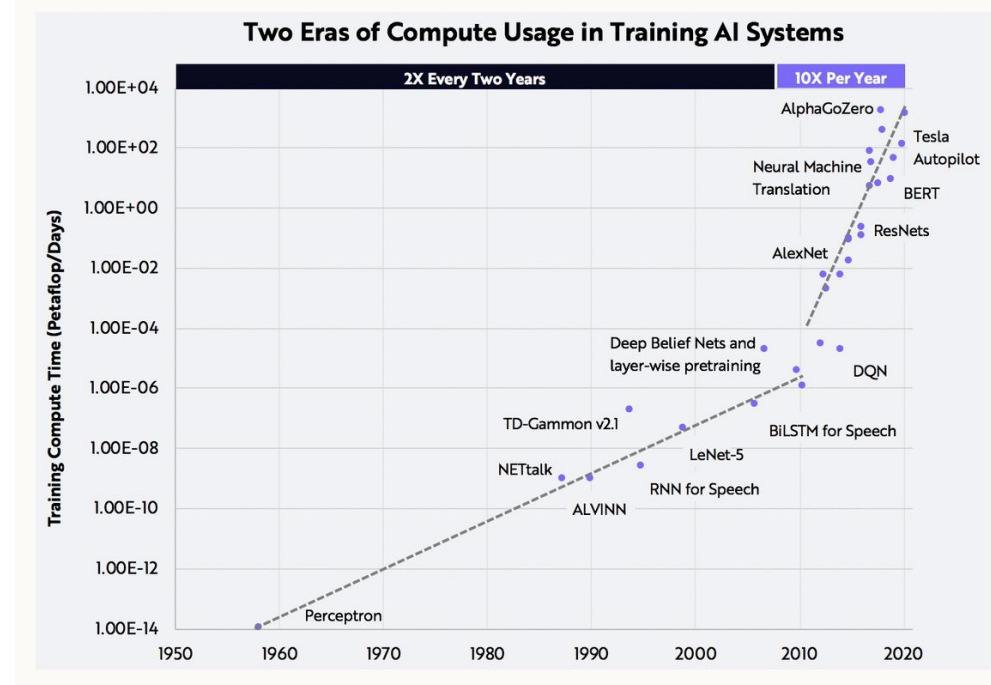 Two Eras of Compute Usage in Training AI Systems
2X Every Two Years
10X Per Year
Training Compute Time (Petaflop/Days)
1.00E+04
1.00E+02
1.00E+00
1.00E-02
1.00E-04
1.00E-06
1.00E-08
1.00E-10
1.00E-12
1.00E-14
AlphaGoZero
Tesla
Autopilot
Neural Machine
Translation
BERT
ResNets
AlexNet
Deep Belief Nets and
layer-wise pretraining
DQN
TD-Gammon v2.1
BiLSTM for Speech
LeNet-5
NETtalk
RNN for Speech
ALVINN
Perceptron
1950
1960
1970
1980
1990
2000
2010
2020